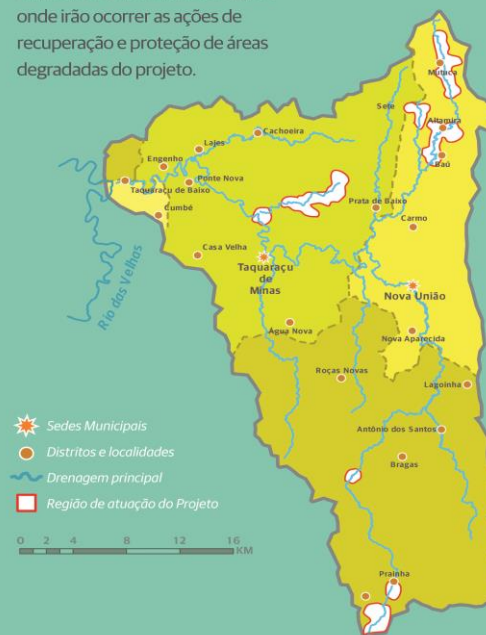 onde irão ocorrer as ações de
recuperação e proteção de áreas
degradadas do projeto.
Mutuca
Sete
Altamira
Cachoeira
Lajes
Baú
Engenho
Ponte Nova
Taquaraçu de Baixo
Prata de Baixo
Cumbê
Carmo
Casa Velha
Taquaraçu
de
Minas
Rio das Velhas
Nova União
Água Nova
Nova Aparecida
Roças Novas
Lagoinha
Sedes Municipais
Antônio dos Santos
Distritos e localidades
Bragas
Drenagem principal
Região de atuação do Projeto
0 2 4 8 12 16
KM
Prainha